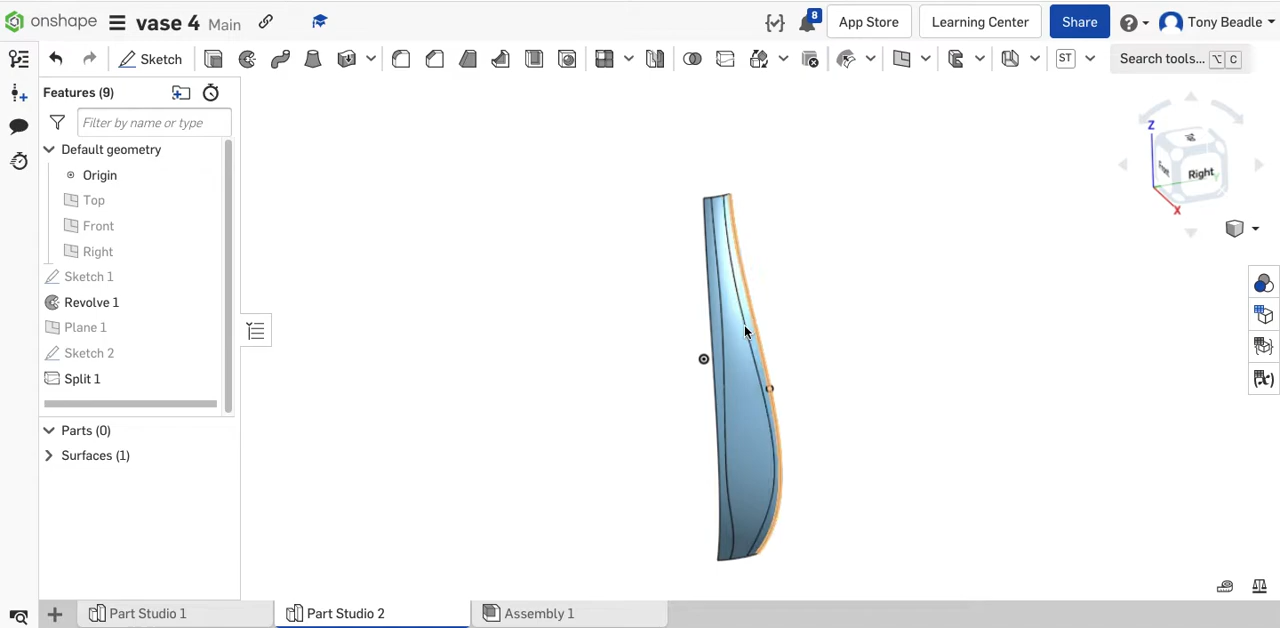 onshape vase 4 Main 8 App Store Learning Center Share Tony Beadle
Sketch ST Search tools... ⌥ C
Features (9)
Filter by name or type
Default geometry
Origin
Top
Front
Right
Sketch 1
Revolve 1
Plane 1
Sketch 2
Split 1
Parts (0)
Surfaces (1)
Z
Right
X
Part Studio 1 Part Studio 2 Assembly 1